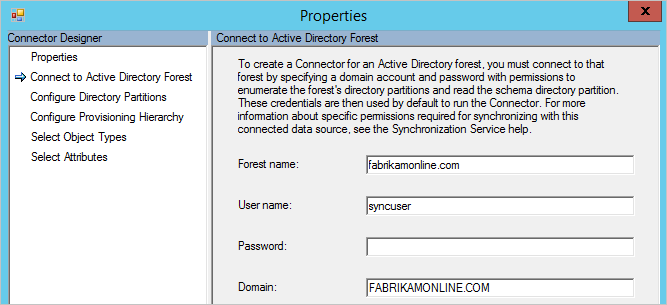 Properties
X
Connector Designer
Properties
Connect to Active Directory Forest
Configure Directory Partitions
Configure Provisioning Hierarchy
Select Object Types
Select Attributes
Connect to Active Directory Forest
To create a Connector for an Active Directory forest, you must connect to that
forest by specifying a domain account and password with permissions to
enumerate the forest's directory partitions and read the schema directory partition.
These credentials are then used by default to run the Connector. For more
information about specific permissions required for synchronizing with this
connected data source, see the Synchronization Service help.
Forest name: fabrikamonline.com
User name: syncuser
Password:
Domain: FABRIKAMONLINE.COM